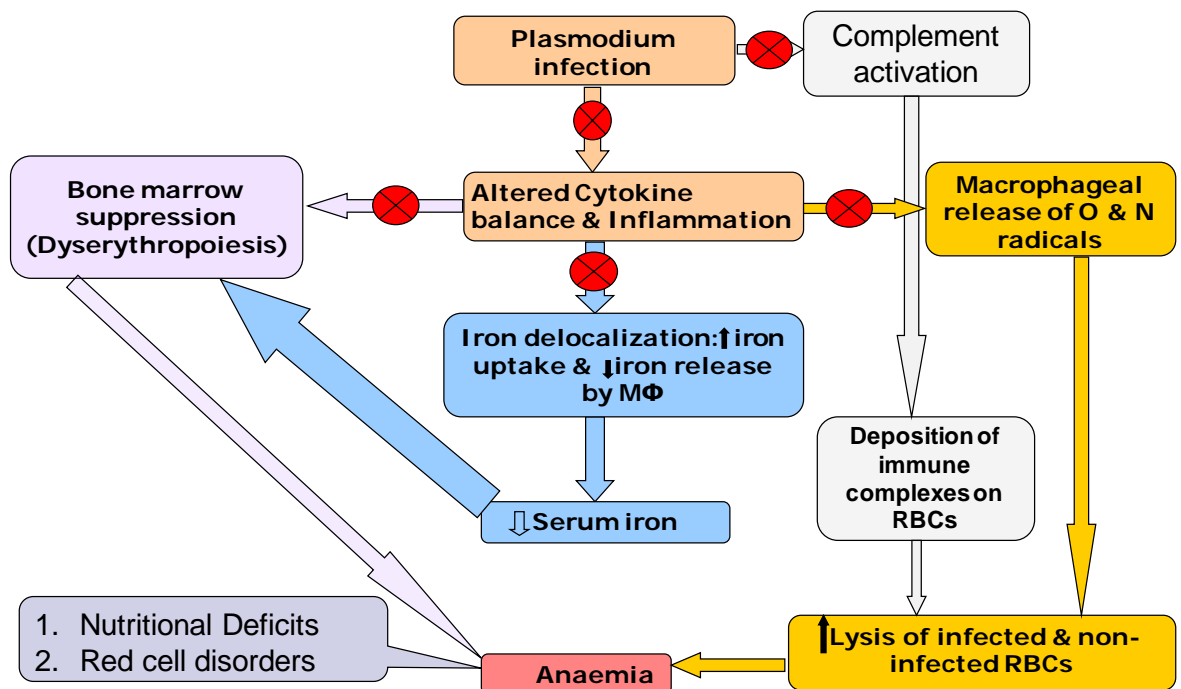 Plasmodium
infection
Complement
activation
Bone marrow
suppression
(Dyserythropoiesis)
Altered Cytokine
balance & Inflammation
Macrophageal
release of O & N
radicals
Iron delocalization:⬆iron
uptake & ⬇iron release
by MΦ
Deposition of
immune
complexes on
RBCs
⇩ Serum iron
1. Nutritional Deficits
2. Red cell disorders
⬆Lysis of infected & non-
infected RBCs
Anaemia